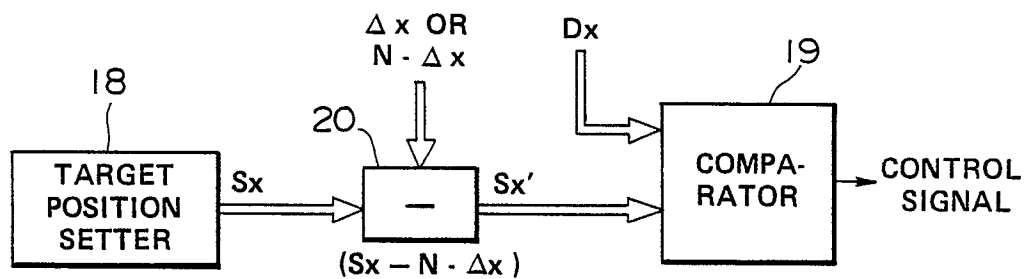 Δx OR
N - Δx
Dx
18
19
20
TARGET
POSITION
SETTER
Sx
–
Sx'
COMPA-
RATOR
CONTROL
SIGNAL
(Sx – N - Δx)